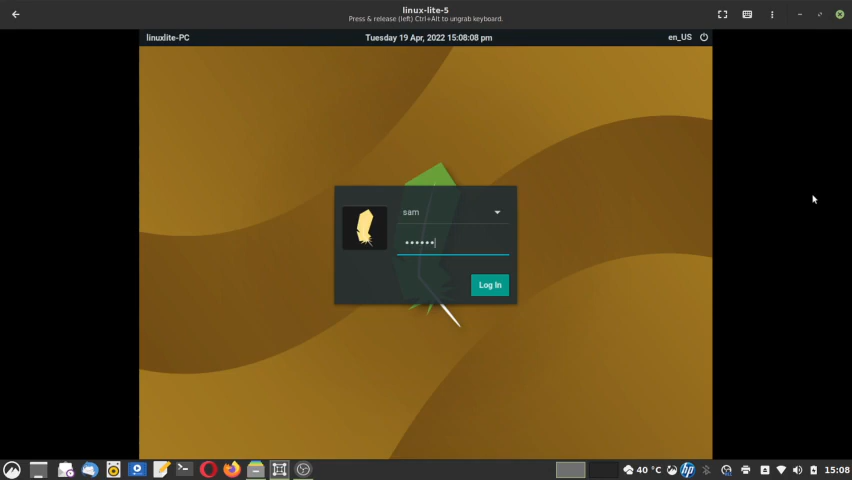 linux-lite-5
Press & release (left) Ctrl+Alt to ungrab keyboard.
linuxlite-PC
Tuesday 19 Apr, 2022 15:08:08 pm
en_US
sam
••••••
Log In
40 °C
hp
15:08